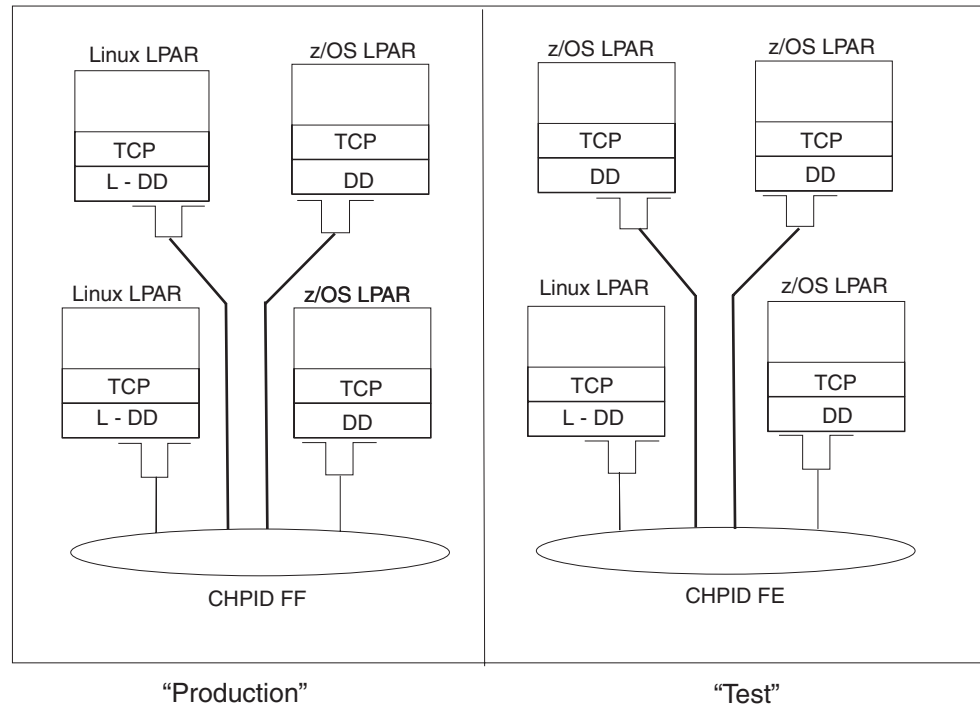 Linux LPAR
z/OS LPAR
TCP
L - DD
TCP
DD
Linux LPAR
z/OS LPAR
TCP
L - DD
TCP
DD
CHPID FF
z/OS LPAR
z/OS LPAR
TCP
DD
TCP
DD
Linux LPAR
z/OS LPAR
TCP
L - DD
TCP
DD
CHPID FE
“Production”
“Test”